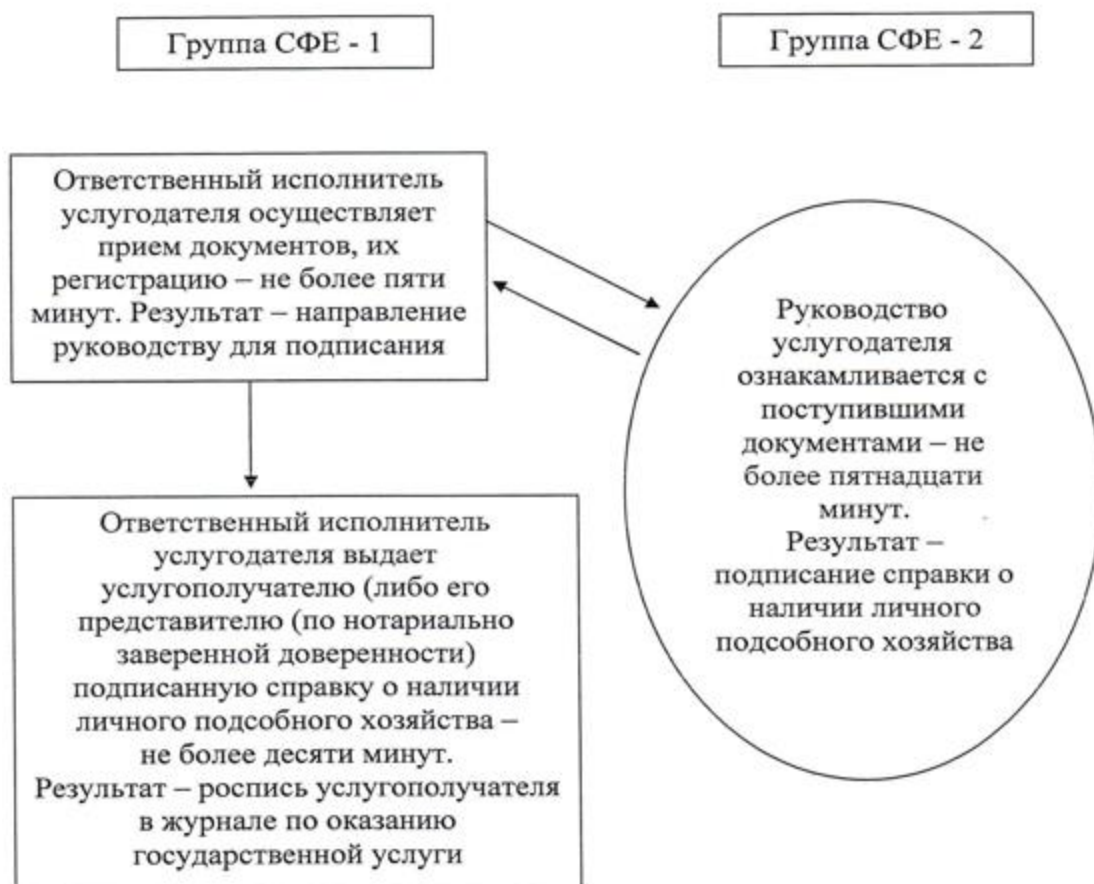 Группа СФЕ - 1
Группа СФЕ - 2
Ответственный исполнитель
услугодателя осуществляет
прием документов, их
регистрацию – не более пяти
минут. Результат – направление
руководству для подписания
Руководство
услугодателя
ознакамливается с
поступившими
документами – не
более пятнадцати
минут.
Результат –
подписание справки о
наличии личного
подсобного хозяйства
Ответственный исполнитель
услугодателя выдает
услугополучателю (либо его
представителю (по нотариально
заверенной доверенности)
подписанную справку о наличии
личного подсобного хозяйства –
не более десяти минут.
Результат – роспись услугополучателя
в журнале по оказанию
государственной услуги